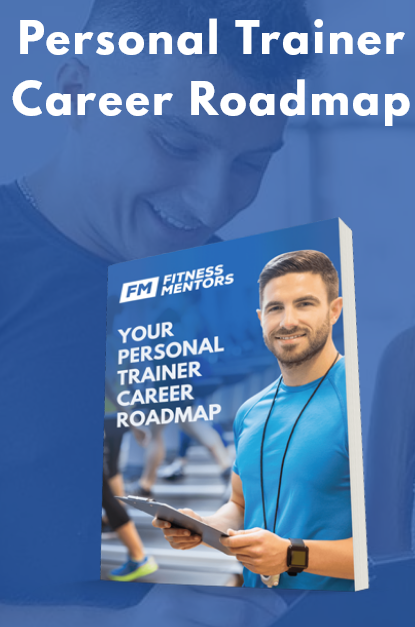 Personal Trainer
Career Roadmap
FM FITNESS
MENTORS
YOUR
PERSONAL
TRAINER
CAREER
ROADMAP